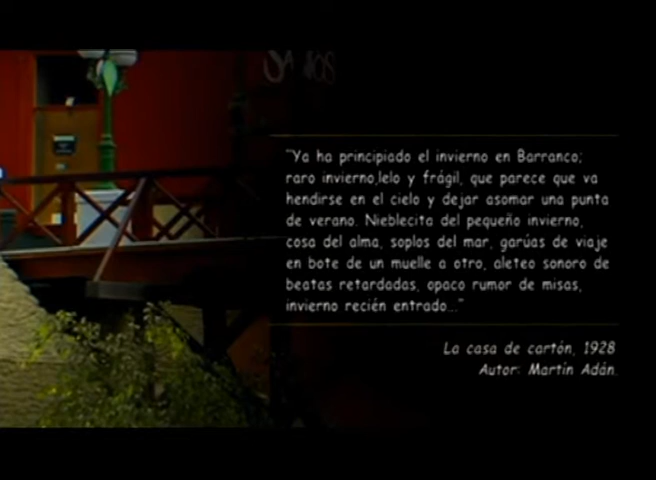 "Ya ha principiado el invierno en Barranco;
raro invierno,lelo y frágil, que parece que va
hendirse en el cielo y dejar asomar una punta
de verano. Nieblecita del pequeño invierno,
cosa del alma, soplos del mar, garúas de viaje
en bote de un muelle a otro, aleteo sonoro de
beatas retardadas, opaco rumor de misas,
invierno recién entrado..."
La casa de cartón, 1928
Autor: Martín Adán.